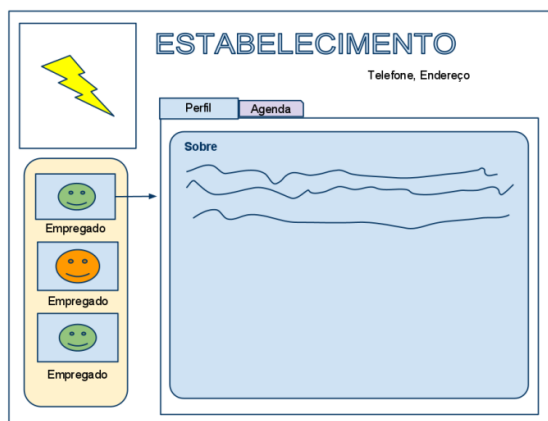 ESTABELECIMENTO
Telefone, Endereço
Perfil
Agenda
Sobre
Empregado
Empregado
Empregado